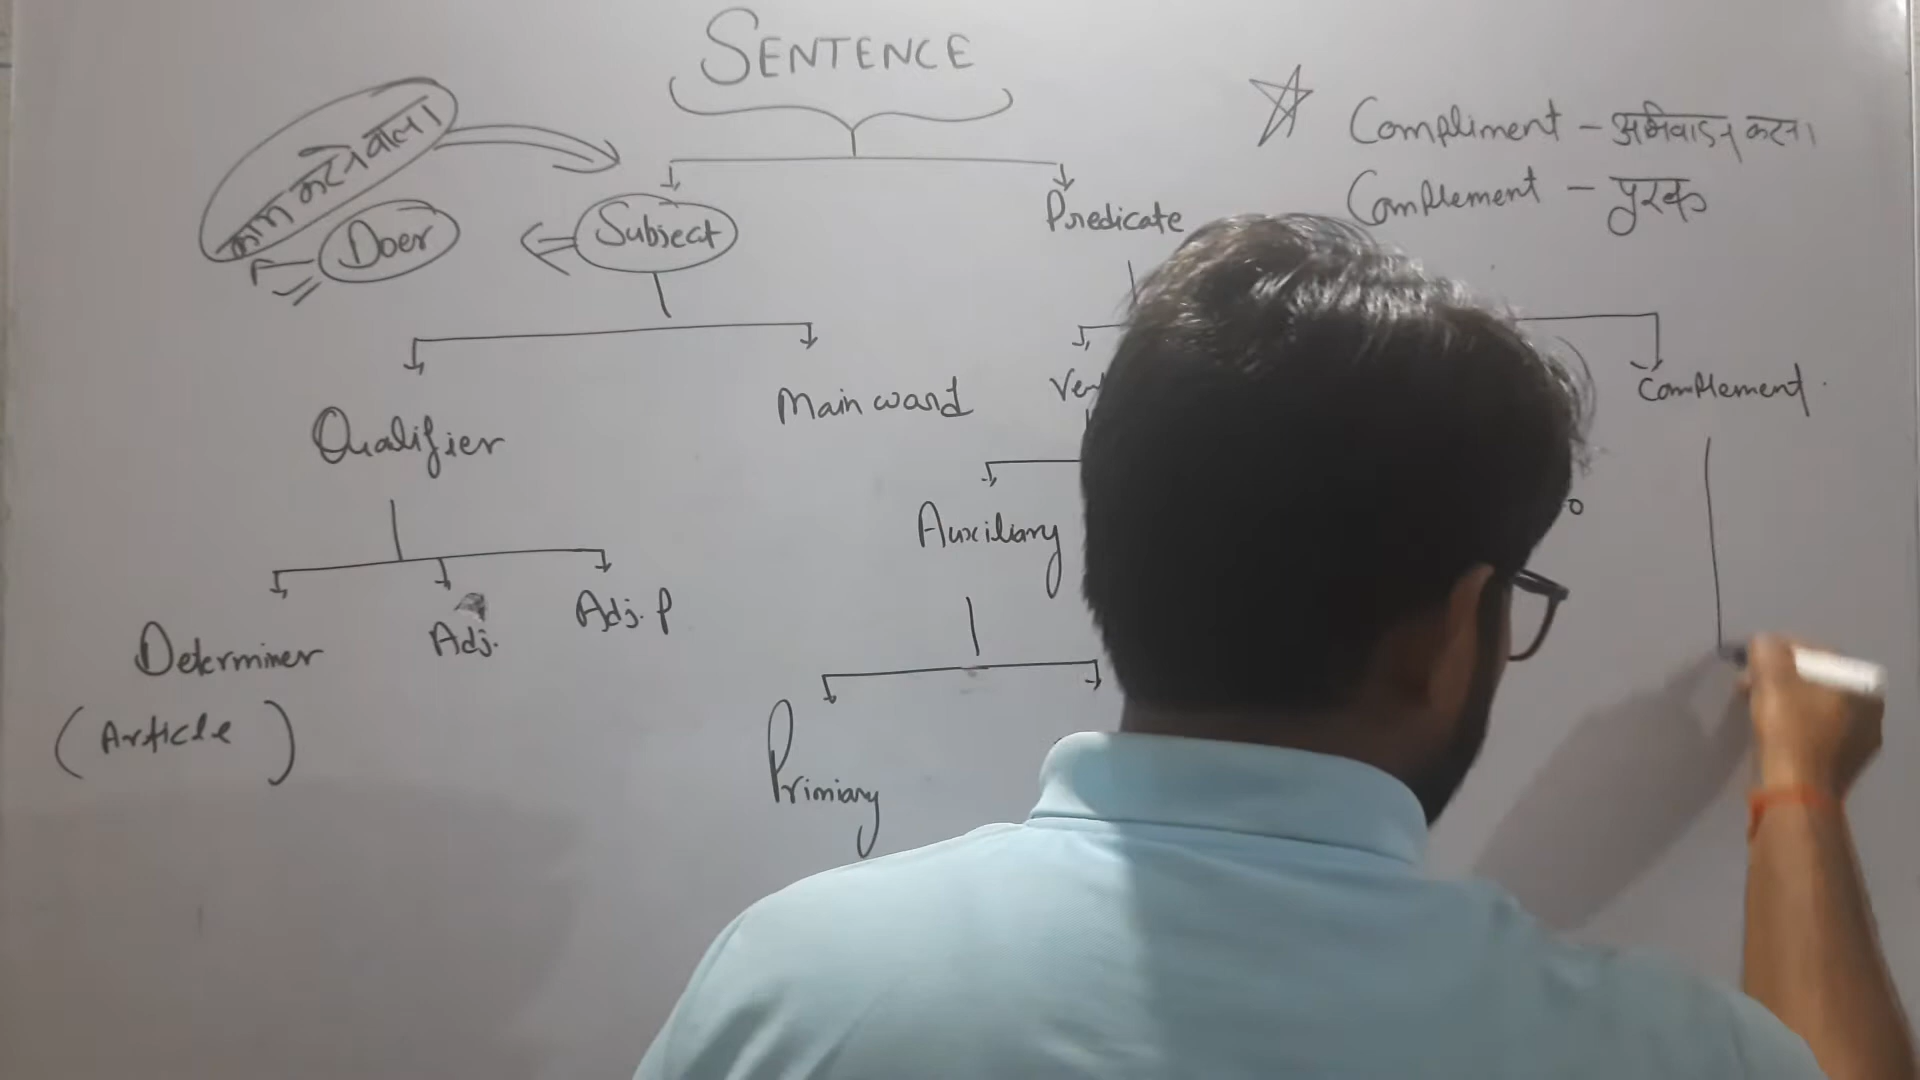 SENTENCE
काम करने वाला।
Doer
Subject
Predicate
Compliment – अभिवादन करना।
Complement – पूरक
Qualifier
Main word
Ver
Complement.
Auxiliary
o
Determiner
Adj.
Adj. P
(Article)
Primiary